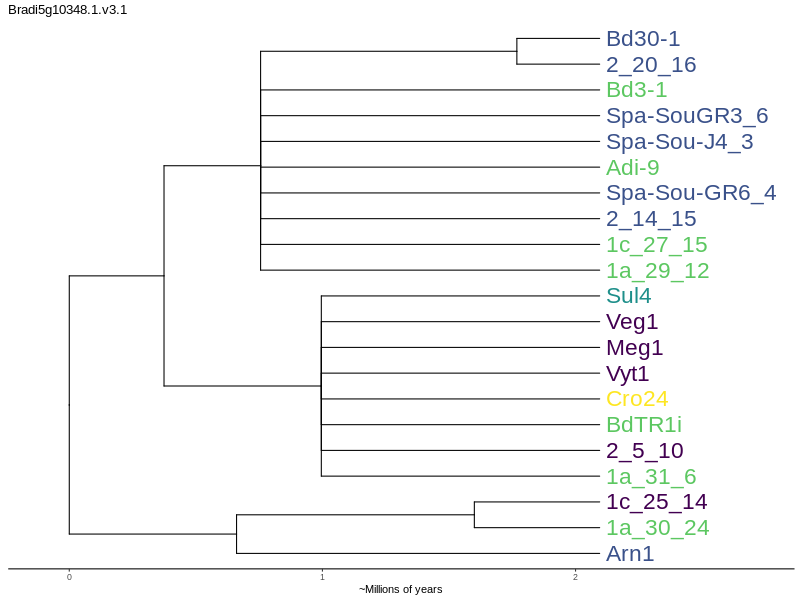 Bradi5g10348.1.v3.1
Bd30-1
2_20_16
Bd3-1
Spa-SouGR3_6
Spa-Sou-J4_3
Adi-9
Spa-Sou-GR6_4
2_14_15
1c_27_15
1a_29_12
Sul4
Veg1
Meg1
Vyt1
Cro24
BdTR1i
2_5_10
1a_31_6
1c_25_14
1a_30_24
Arn1
0 1 2
~Millions of years